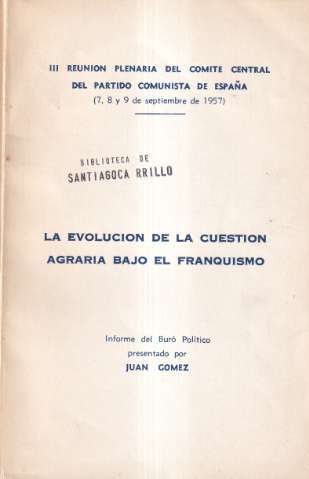 III REUNION PLENARIA DEL COMITE CENTRAL
DEL PARTIDO COMUNISTA DE ESPAÑA
(7, 8 y 9 de septiembre de 1957)
BIBLIOTECA DE
SANTIAGOCA RRILLO
LA EVOLUCION DE LA CUESTION
AGRARIA BAJO EL FRANQUISMO
Informe del Buró Político
presentado por
JUAN GOMEZ